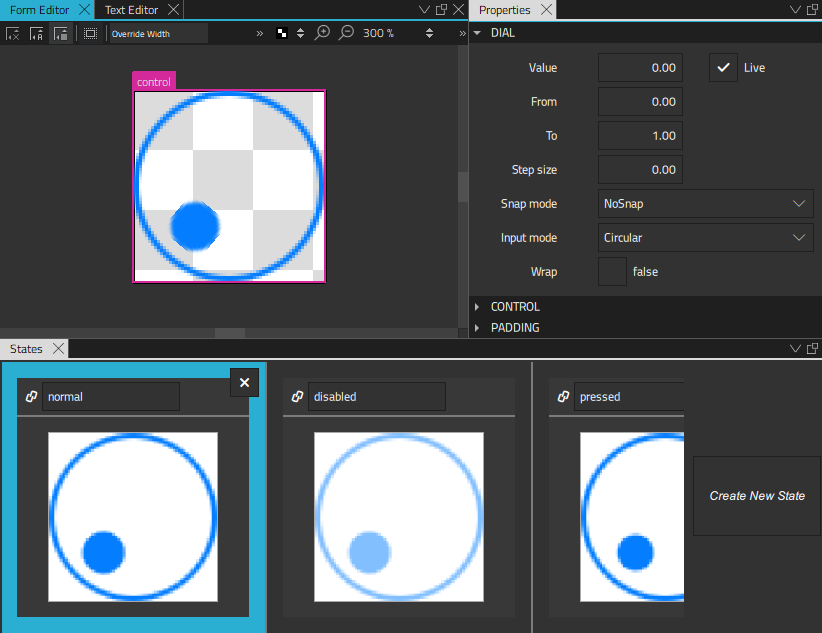 Form Editor
Text Editor
Properties
Override Width
300 %
control
DIAL
Value 0.00 Live
From 0.00
To 1.00
Step size 0.00
Snap mode NoSnap
Input mode Circular
Wrap false
CONTROL
PADDING
States
normal
disabled
pressed
Create New State